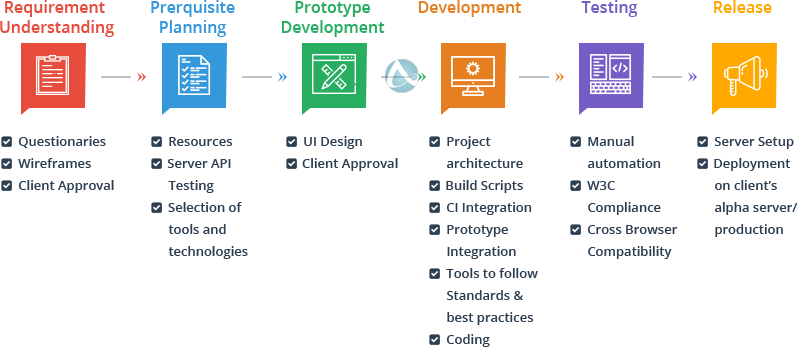 Requirement
Understanding
Questionaries
Wireframes
Client Approval
Prerquisite
Planning
Resources
Server API
Testing
Selection of
tools and
technologies
Prototype
Development
UI Design
Client Approval
Development
Project
architecture
Build Scripts
CI Integration
Prototype
Integration
Tools to follow
Standards &
best practices
Coding
Testing
Manual
automation
W3C
Compliance
Cross Browser
Compatibility
Release
Server Setup
Deployment
on client's
alpha server/
production